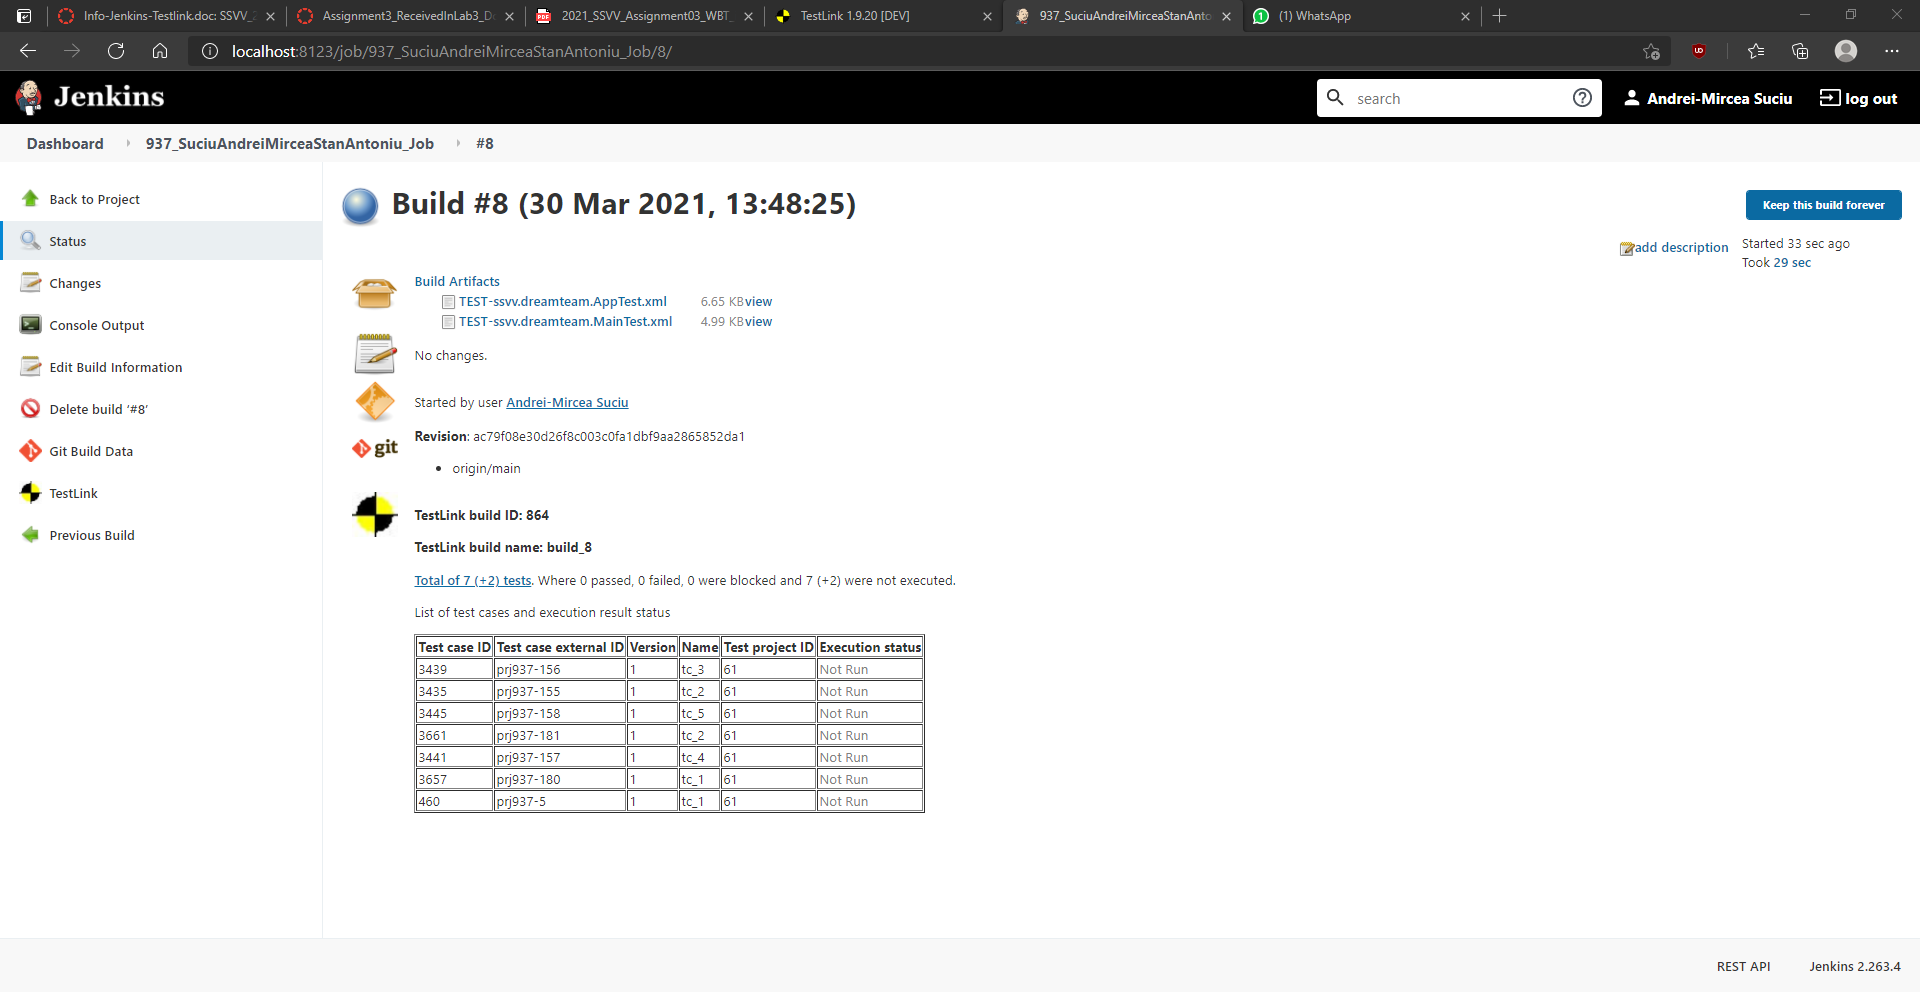 Info-Jenkins-Testlink.doc: SSVV_2
Assignment3_ReceivedInLab3_Do
2021_SSVV_Assignment03_WBT_
TestLink 1.9.20 [DEV]
937_SuciuAndreiMirceaStanAnto
(1) WhatsApp
localhost:8123/job/937_SuciuAndreiMirceaStanAntoniu_Job/8/
Jenkins
search
Andrei-Mircea Suciu
log out
Dashboard
937_SuciuAndreiMirceaStanAntoniu_Job
#8
Back to Project
Status
Changes
Console Output
Edit Build Information
Delete build ‘#8’
Git Build Data
TestLink
Previous Build
Build #8 (30 Mar 2021, 13:48:25)
Keep this build forever
add description
Started 33 sec ago
Took 29 sec
Build Artifacts
TEST-ssvv.dreamteam.AppTest.xml 6.65 KB view
TEST-ssvv.dreamteam.MainTest.xml 4.99 KB view
No changes.
Started by user Andrei-Mircea Suciu
git
Revision: ac79f08e30d26f8c003c0fa1dbf9aa2865852da1
origin/main
TestLink build ID: 864
TestLink build name: build_8
Total of 7 (+2) tests. Where 0 passed, 0 failed, 0 were blocked and 7 (+2) were not executed.
List of test cases and execution result status
Test case ID Test case external ID Version Name Test project ID Execution status
3439 prj937-156 1 tc_3 61 Not Run
3435 prj937-155 1 tc_2 61 Not Run
3445 prj937-158 1 tc_5 61 Not Run
3661 prj937-181 1 tc_2 61 Not Run
3441 prj937-157 1 tc_4 61 Not Run
3657 prj937-180 1 tc_1 61 Not Run
460 prj937-5 1 tc_1 61 Not Run
REST API
Jenkins 2.263.4